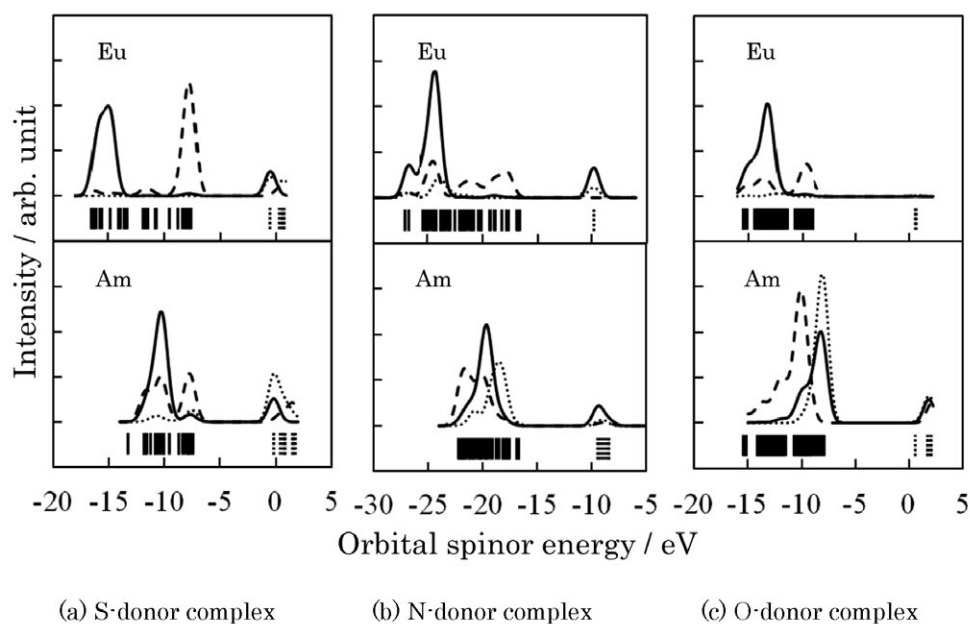 Eu
Eu
Eu
Am
Am
Am
Intensity / arb. unit
-20 -15 -10 -5 0 5
-30 -25 -20 -15 -10 -5
-20 -15 -10 -5 0 5
Orbital spinor energy / eV
(a) S-donor complex
(b) N-donor complex
(c) O-donor complex